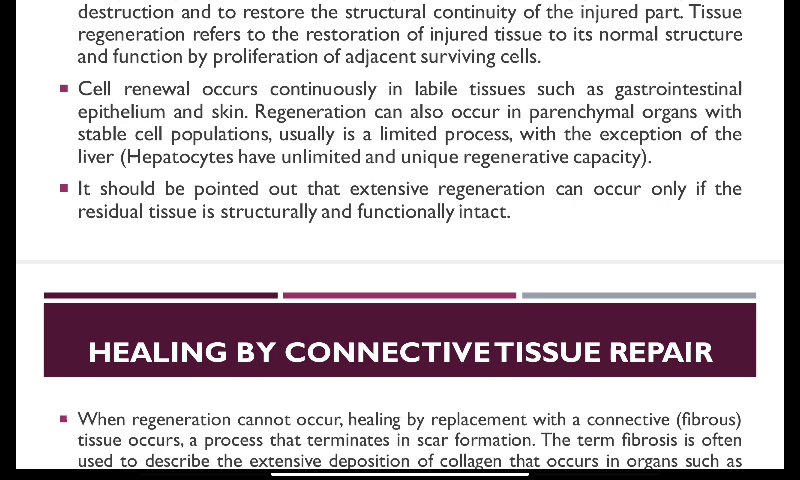 destruction and to restore the structural continuity of the injured part. Tissue
regeneration refers to the restoration of injured tissue to its normal structure
and function by proliferation of adjacent surviving cells.
Cell renewal occurs continuously in labile tissues such as gastrointestinal
epithelium and skin. Regeneration can also occur in parenchymal organs with
stable cell populations, usually is a limited process, with the exception of the
liver (Hepatocytes have unlimited and unique regenerative capacity).
It should be pointed out that extensive regeneration can occur only if the
residual tissue is structurally and functionally intact.
HEALING BY CONNECTIVE TISSUE REPAIR
When regeneration cannot occur, healing by replacement with a connective (fibrous)
tissue occurs, a process that terminates in scar formation. The term fibrosis is often
used to describe the extensive deposition of collagen that occurs in organs such as